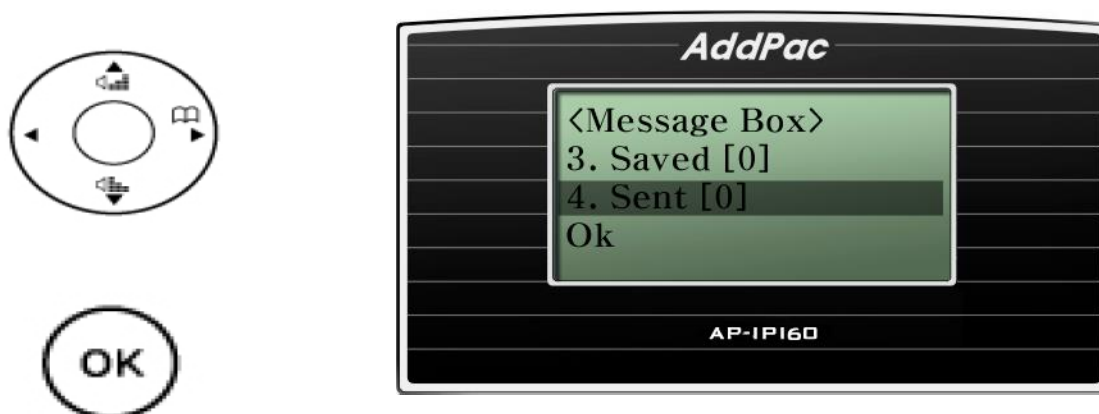 AddPac
<Message Box>
3. Saved [0]
4. Sent [0]
Ok
AP-IP160
OK